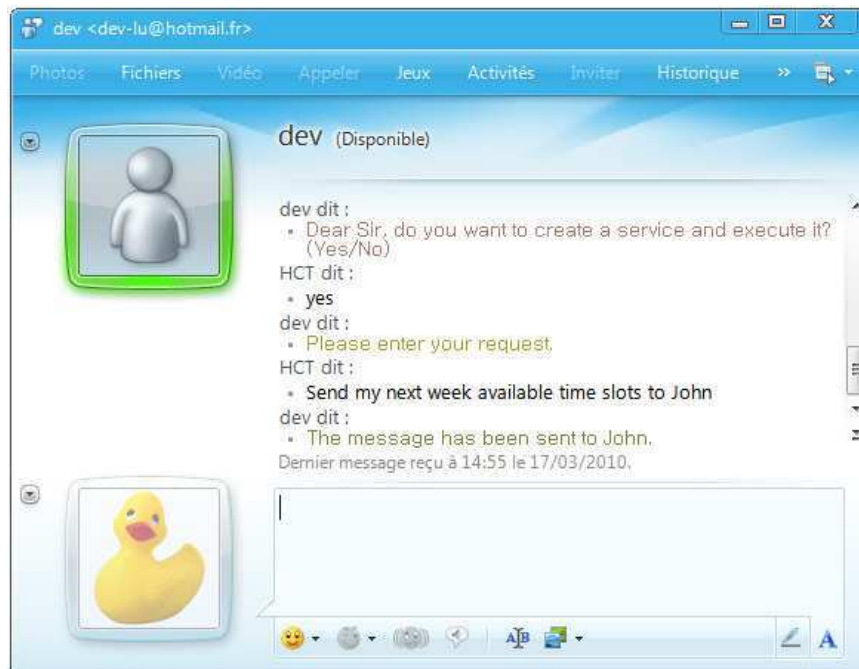 dev <dev-lu@hotmail.fr>
Photos Fichiers Vidéo Appeler Jeux Activités Inviter Historique »
dev (Disponible)
dev dit :
Dear Sir, do you want to create a service and execute it?
(Yes/No)
HCT dit :
yes
dev dit :
Please enter your request.
HCT dit :
Send my next week available time slots to John
dev dit :
The message has been sent to John.
Dernier message reçu à 14:55 le 17/03/2010.